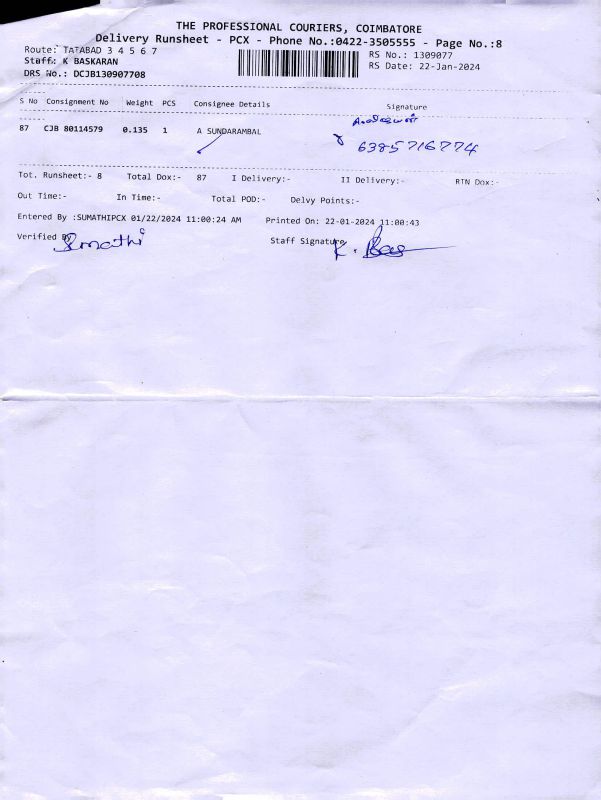 THE PROFESSIONAL COURIERS, COIMBATORE
Delivery Runsheet - PCX - Phone No.:0422-3505555 - Page No.:8
Route: TATABAD 3 4 5 6 7
RS No.: 1309077
Staff: K BASKARAN
RS Date: 22-Jan-2024
DRS No.: DCJB130907708
S No Consignment No Weight PCS Consignee Details Signature
87 CJB 80114579 0.135 1 A SUNDARAMBAL
6385716774
Tot. Runsheet:- 8 Total Dox:- 87 I Delivery:- II Delivery:- RTN Dox:-
Out Time:- In Time:- Total POD:- Delvy Points:-
Entered By :SUMATHIPCX 01/22/2024 11:00:24 AM Printed On: 22-01-2024 11:00:43
Verified By Staff Signature
K. Bas